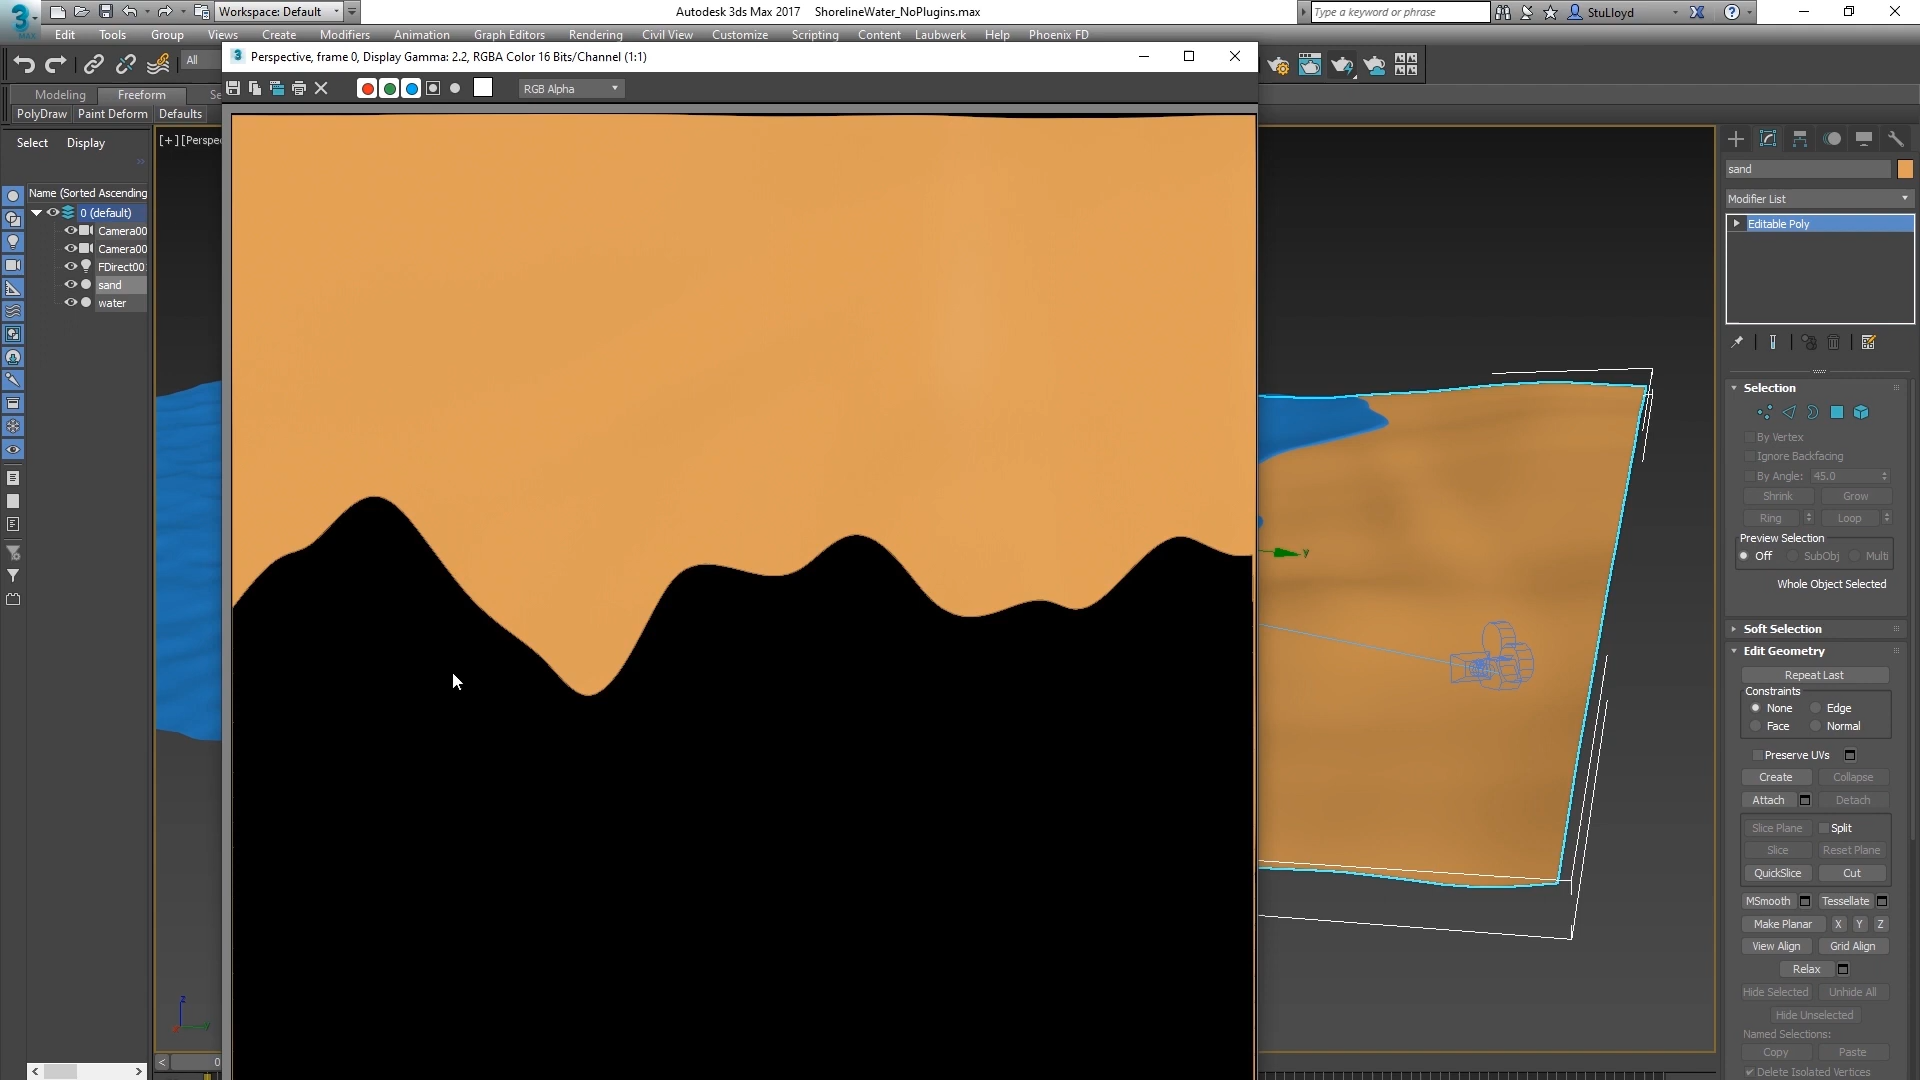 Workspace: Default
Autodesk 3ds Max 2017 ShorelineWater_NoPlugins.max
Type a keyword or phrase
StuLloyd
MAX
Edit Tools Group Views Create Modifiers Animation Graph Editors Rendering Civil View Customize Scripting Content Laubwerk Help Phoenix FD
Perspective, frame 0, Display Gamma: 2.2, RGBA Color 16 Bits/Channel (1:1)
All
RGB Alpha
Modeling Freeform Se
PolyDraw Paint Deform Defaults
Select Display
[+] [Perspec
Name (Sorted Ascending
0 (default)
Camera00
Camera00
FDirect00
sand
water
y
z
0
sand
Modifier List
Editable Poly
Selection
By Vertex
Ignore Backfacing
By Angle: 45.0
Shrink Grow
Ring Loop
Preview Selection
Off SubObj Multi
Whole Object Selected
Soft Selection
Edit Geometry
Repeat Last
Constraints
None Edge
Face Normal
Preserve UVs
Create Collapse
Attach Detach
Slice Plane Split
Slice Reset Plane
QuickSlice Cut
MSmooth Tessellate
Make Planar X Y Z
View Align Grid Align
Relax
Hide Selected Unhide All
Hide Unselected
Named Selections:
Copy Paste
Delete Isolated Vertices